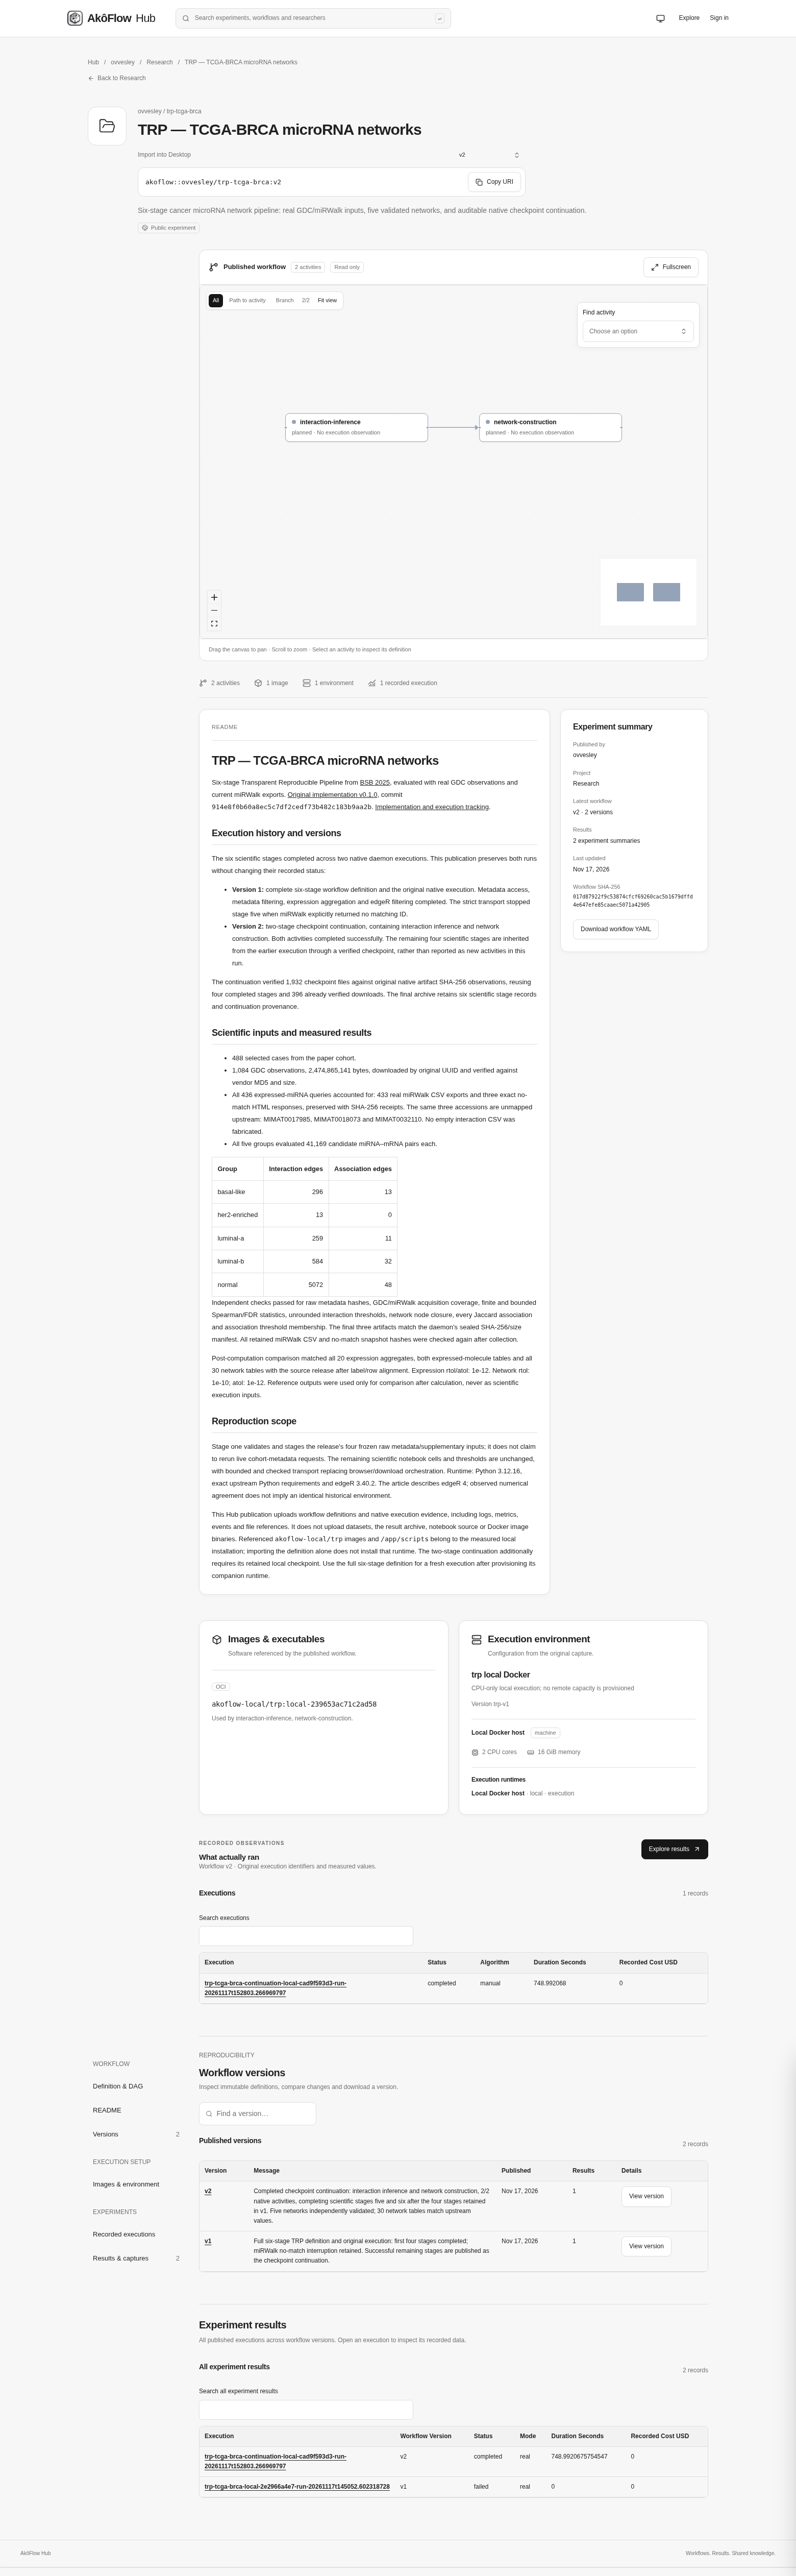 AkôFlow Hub
Search experiments, workflows and researchers
Explore
Sign in
Hub / ovvesley / Research / TRP — TCGA-BRCA microRNA networks
Back to Research
ovvesley / trp-tcga-brca
TRP — TCGA-BRCA microRNA networks
Import into Desktop
v2
akoflow::ovvesley/trp-tcga-brca:v2
Copy URI
Six-stage cancer microRNA network pipeline: real GDC/miRWalk inputs, five validated networks, and auditable native checkpoint continuation.
Public experiment
Published workflow
2 activities
Read only
Fullscreen
All
Path to activity
Branch
2/2
Fit view
Find activity
Choose an option
interaction-inference
planned · No execution observation
network-construction
planned · No execution observation
Drag the canvas to pan · Scroll to zoom · Select an activity to inspect its definition
2 activities
1 image
1 environment
1 recorded execution
README
TRP — TCGA-BRCA microRNA networks
Six-stage Transparent Reproducible Pipeline from BSB 2025, evaluated with real GDC observations and
current miRWalk exports. Original implementation v0.1.0, commit
914e8f0b60a8ec5c7df2cedf73b482c183b9aa2b. Implementation and execution tracking.
Execution history and versions
The six scientific stages completed across two native daemon executions. This publication preserves both runs
without changing their recorded status:
• Version 1: complete six-stage workflow definition and the original native execution. Metadata access,
metadata filtering, expression aggregation and edgeR filtering completed. The strict transport stopped
stage five when miRWalk explicitly returned no matching ID.
• Version 2: two-stage checkpoint continuation, containing interaction inference and network
construction. Both activities completed successfully. The remaining four scientific stages are inherited
from the earlier execution through a verified checkpoint, rather than reported as new activities in this
run.
The continuation verified 1,932 checkpoint files against original native artifact SHA-256 observations, reusing
four completed stages and 396 already verified downloads. The final archive retains six scientific stage receipts
and continuation provenance.
Scientific inputs and measured results
• 488 selected cases from the paper cohort.
• 1,084 GDC observations, 2,474,865,141 bytes, downloaded by original UUID and verified against
vendor MD5 and size.
• All 436 expressed-miRNA queries accounted for: 433 real miRWalk CSV exports and three exact no-
match HTML responses, preserved with SHA-256 receipts. The same three accessions are unmapped
upstream: MIMAT0017985, MIMAT0018073 and MIMAT0032110. No empty interaction CSV was
fabricated.
• All five groups evaluated 41,169 candidate miRNA–mRNA pairs each.
Group Interaction edges Association edges
basal-like 296 13
her2-enriched 13 0
luminal-a 259 11
luminal-b 584 32
normal 5072 48
Independent checks passed for raw metadata hashes, GDC/miRWalk acquisition coverage, finite and bounded
Spearman/FDR statistics, unrounded interaction thresholds, network node closure, every Jaccard association
and association threshold membership. The final three artifacts match the daemon's sealed SHA-256/size
manifest. All retained miRWalk CSV and no-match snapshot hashes were checked again after collection.
Post-computation comparison matched all 20 expression aggregates, both expressed-molecule tables and all
30 network tables with the source release after label/row alignment. Expression rtol/atol: 1e-12. Network rtol:
1e-10; atol: 1e-12. Reference outputs were used only for comparison after calculation, never as scientific
execution inputs.
Reproduction scope
Stage one validates and stages the release's four frozen raw metadata/supplementary inputs; it does not claim
to rerun live cohort-metadata requests. The remaining scientific notebook cells and thresholds are unchanged,
with bounded and checked transport replacing browser/download orchestration. Runtime: Python 3.12.16,
exact upstream Python requirements and edgeR 3.40.2. The article describes edgeR 4; observed numerical
agreement does not imply an identical historical environment.
This Hub publication uploads workflow definitions and native execution evidence, including logs, metrics,
events and file references. It does not upload datasets, the result archive, notebook source or Docker image
binaries. Referenced akoflow-local/trp images and /app/scripts belong to the measured local
installation; importing the definition alone does not install that runtime. The two-stage continuation additionally
requires its retained local checkpoint. Use the full six-stage definition for a fresh execution after provisioning its
companion runtime.
Experiment summary
Published by
ovvesley
Project
Research
Latest workflow
v2 · 2 versions
Results
2 experiment summaries
Last updated
Nov 17, 2026
Workflow SHA-256
Download workflow YAML
Images & executables
Software referenced by the published workflow.
OCI
akoflow-local/trp:local-239653ac71c2ad58
Used by interaction-inference, network-construction.
Execution environment
Configuration from the original capture.
trp local Docker
CPU-only local execution; no remote capacity is provisioned
Version trp-v1
Local Docker host machine
2 CPU cores
16 GiB memory
Execution runtimes
Local Docker host · local · execution
RECORDED OBSERVATIONS
What actually ran
Workflow v2 · Original execution identifiers and measured values.
Explore results
Executions
1 records
Search executions
Execution Status Algorithm Duration Seconds Recorded Cost USD
trp-tcga-brca-continuation-local-cad9f593d3-run-
20261117t152803.266969797
completed manual 748.992068 0
WORKFLOW
Definition & DAG
README
Versions 2
EXECUTION SETUP
Images & environment
EXPERIMENTS
Recorded executions
Results & captures 2
REPRODUCIBILITY
Workflow versions
Inspect immutable definitions, compare changes and download a version.
Find a version…
Published versions
2 records
Version Message Published Results Details
v2
Completed checkpoint continuation: interaction inference and network construction, 2/2
native activities, completing scientific stages five and six after the four stages retained
in v1. Five networks independently validated; 30 network tables match upstream
values.
Nov 17, 2026 1 View version
v1
Full six-stage TRP definition and original execution: first four stages completed;
miRWalk no-match interruption retained. Successful remaining stages are published as
the checkpoint continuation.
Nov 17, 2026 1 View version
Experiment results
All published executions across workflow versions. Open an execution to inspect its recorded data.
All experiment results
2 records
Search all experiment results
Execution Workflow Version Status Mode Duration Seconds Recorded Cost USD
trp-tcga-brca-continuation-local-cad9f593d3-run-
20261117t152803.266969797
v2 completed real 748.9920675754547 0
trp-tcga-brca-local-2e2966a4e7-run-20261117t145052.602318728 v1 failed real 0 0
AkôFlow Hub
Workflows. Results. Shared knowledge.